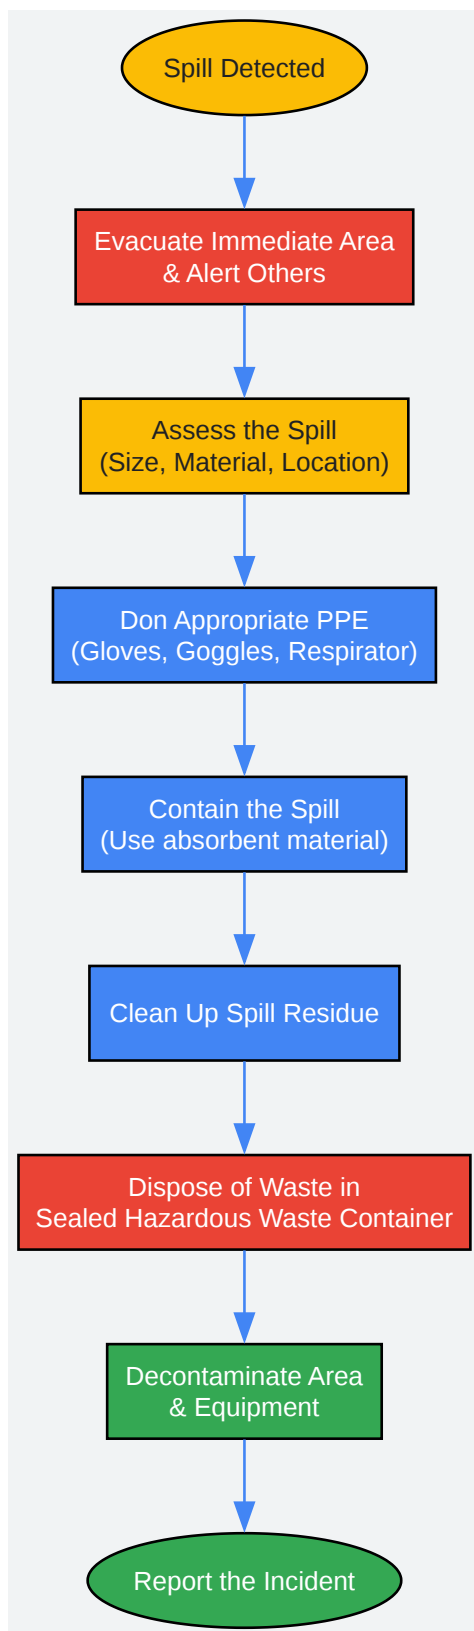 Spill Detected
Evacuate Immediate Area
& Alert Others
Assess the Spill
(Size, Material, Location)
Don Appropriate PPE
(Gloves, Goggles, Respirator)
Contain the Spill
(Use absorbent material)
Clean Up Spill Residue
Dispose of Waste in
Sealed Hazardous Waste Container
Decontaminate Area
& Equipment
Report the Incident